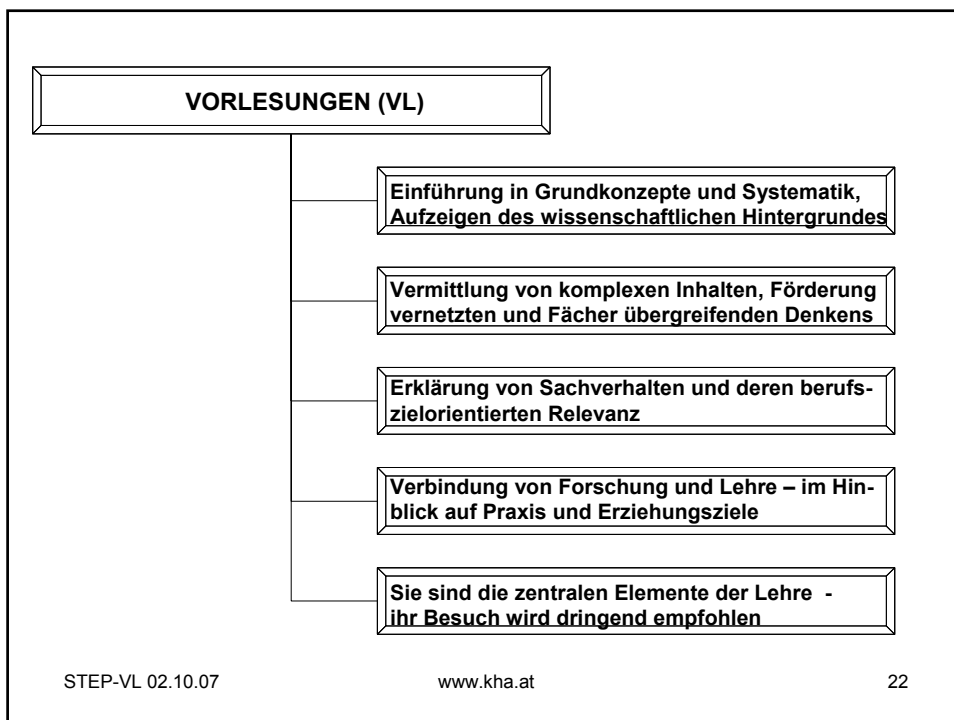 VORLESUNGEN (VL)
Einführung in Grundkonzepte und Systematik,
Aufzeigen des wissenschaftlichen Hintergrundes
Vermittlung von komplexen Inhalten, Förderung
vernetzten und Fächer übergreifenden Denkens
Erklärung von Sachverhalten und deren berufs-
zielorientierten Relevanz
Verbindung von Forschung und Lehre – im Hin-
blick auf Praxis und Erziehungsziele
Sie sind die zentralen Elemente der Lehre -
ihr Besuch wird dringend empfohlen
STEP-VL 02.10.07 www.kha.at 22